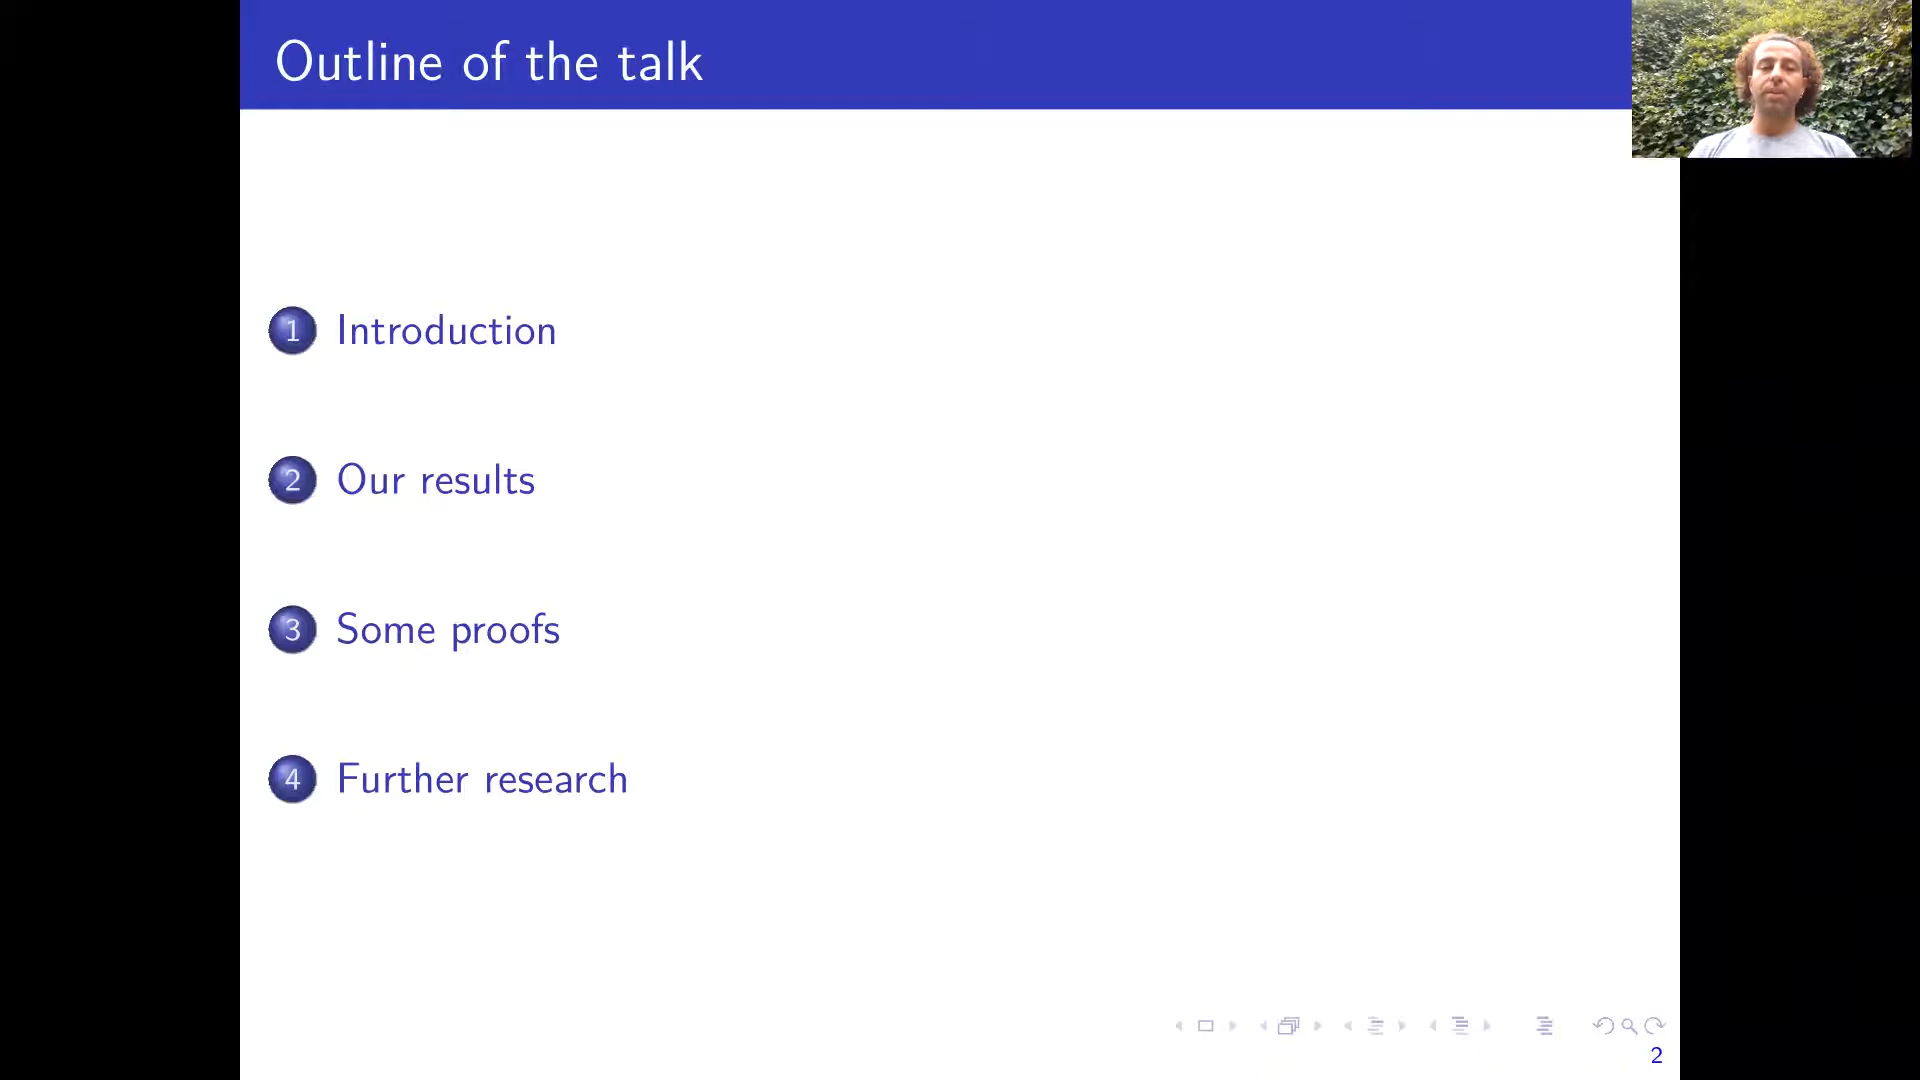 Outline of the talk
1 Introduction
2 Our results
3 Some proofs
4 Further research
2